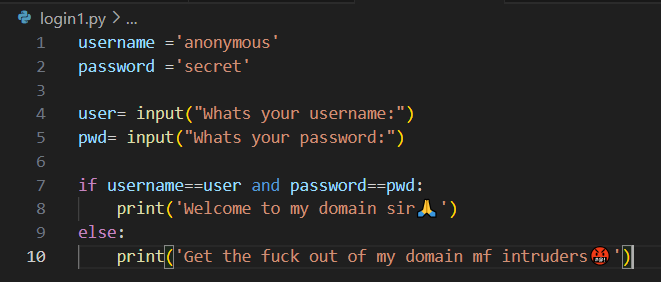 login1.py > ...
1 username ='anonymous'
2 password ='secret'
3
4 user= input("Whats your username:")
5 pwd= input("Whats your password:")
6
7 if username==user and password==pwd:
8     print('Welcome to my domain sir🙏')
9 else:
10     print('Get the fuck out of my domain mf intruders🤬')